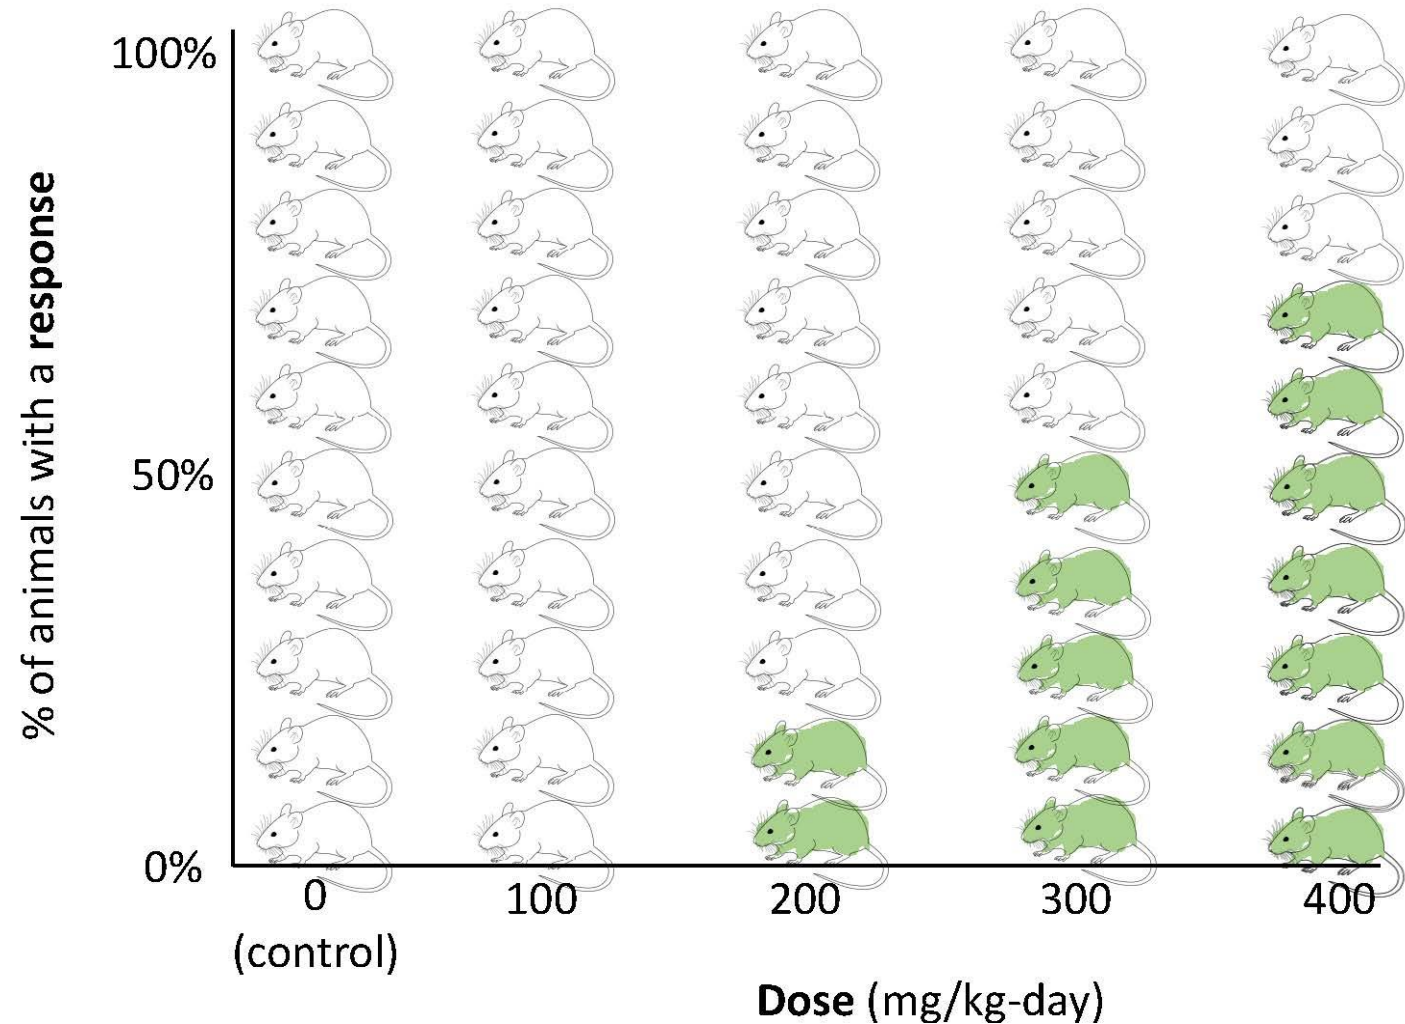 100%
50%
0%
% of animals with a response
0
100
200
300
400
(control)
Dose (mg/kg-day)